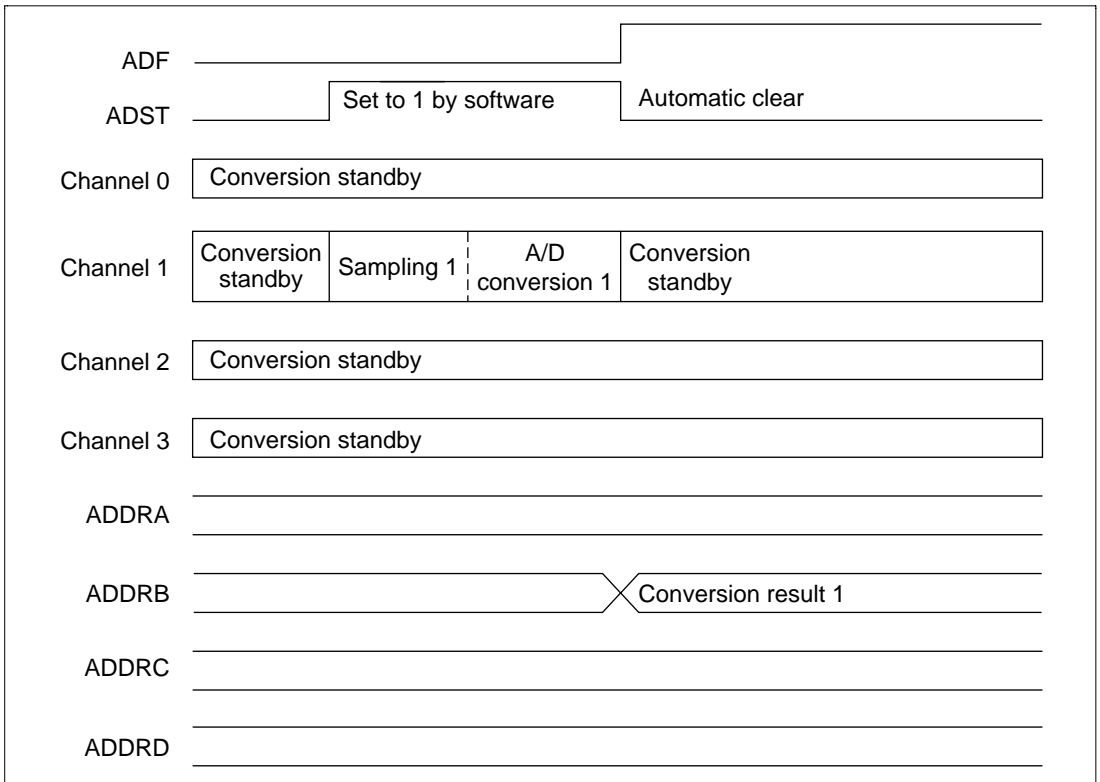 ADF
ADST Set to 1 by software Automatic clear
Channel 0 Conversion standby
Channel 1 Conversion standby Sampling 1 A/D conversion 1 Conversion standby
Channel 2 Conversion standby
Channel 3 Conversion standby
ADDRA
ADDRB Conversion result 1
ADDRC
ADDRD